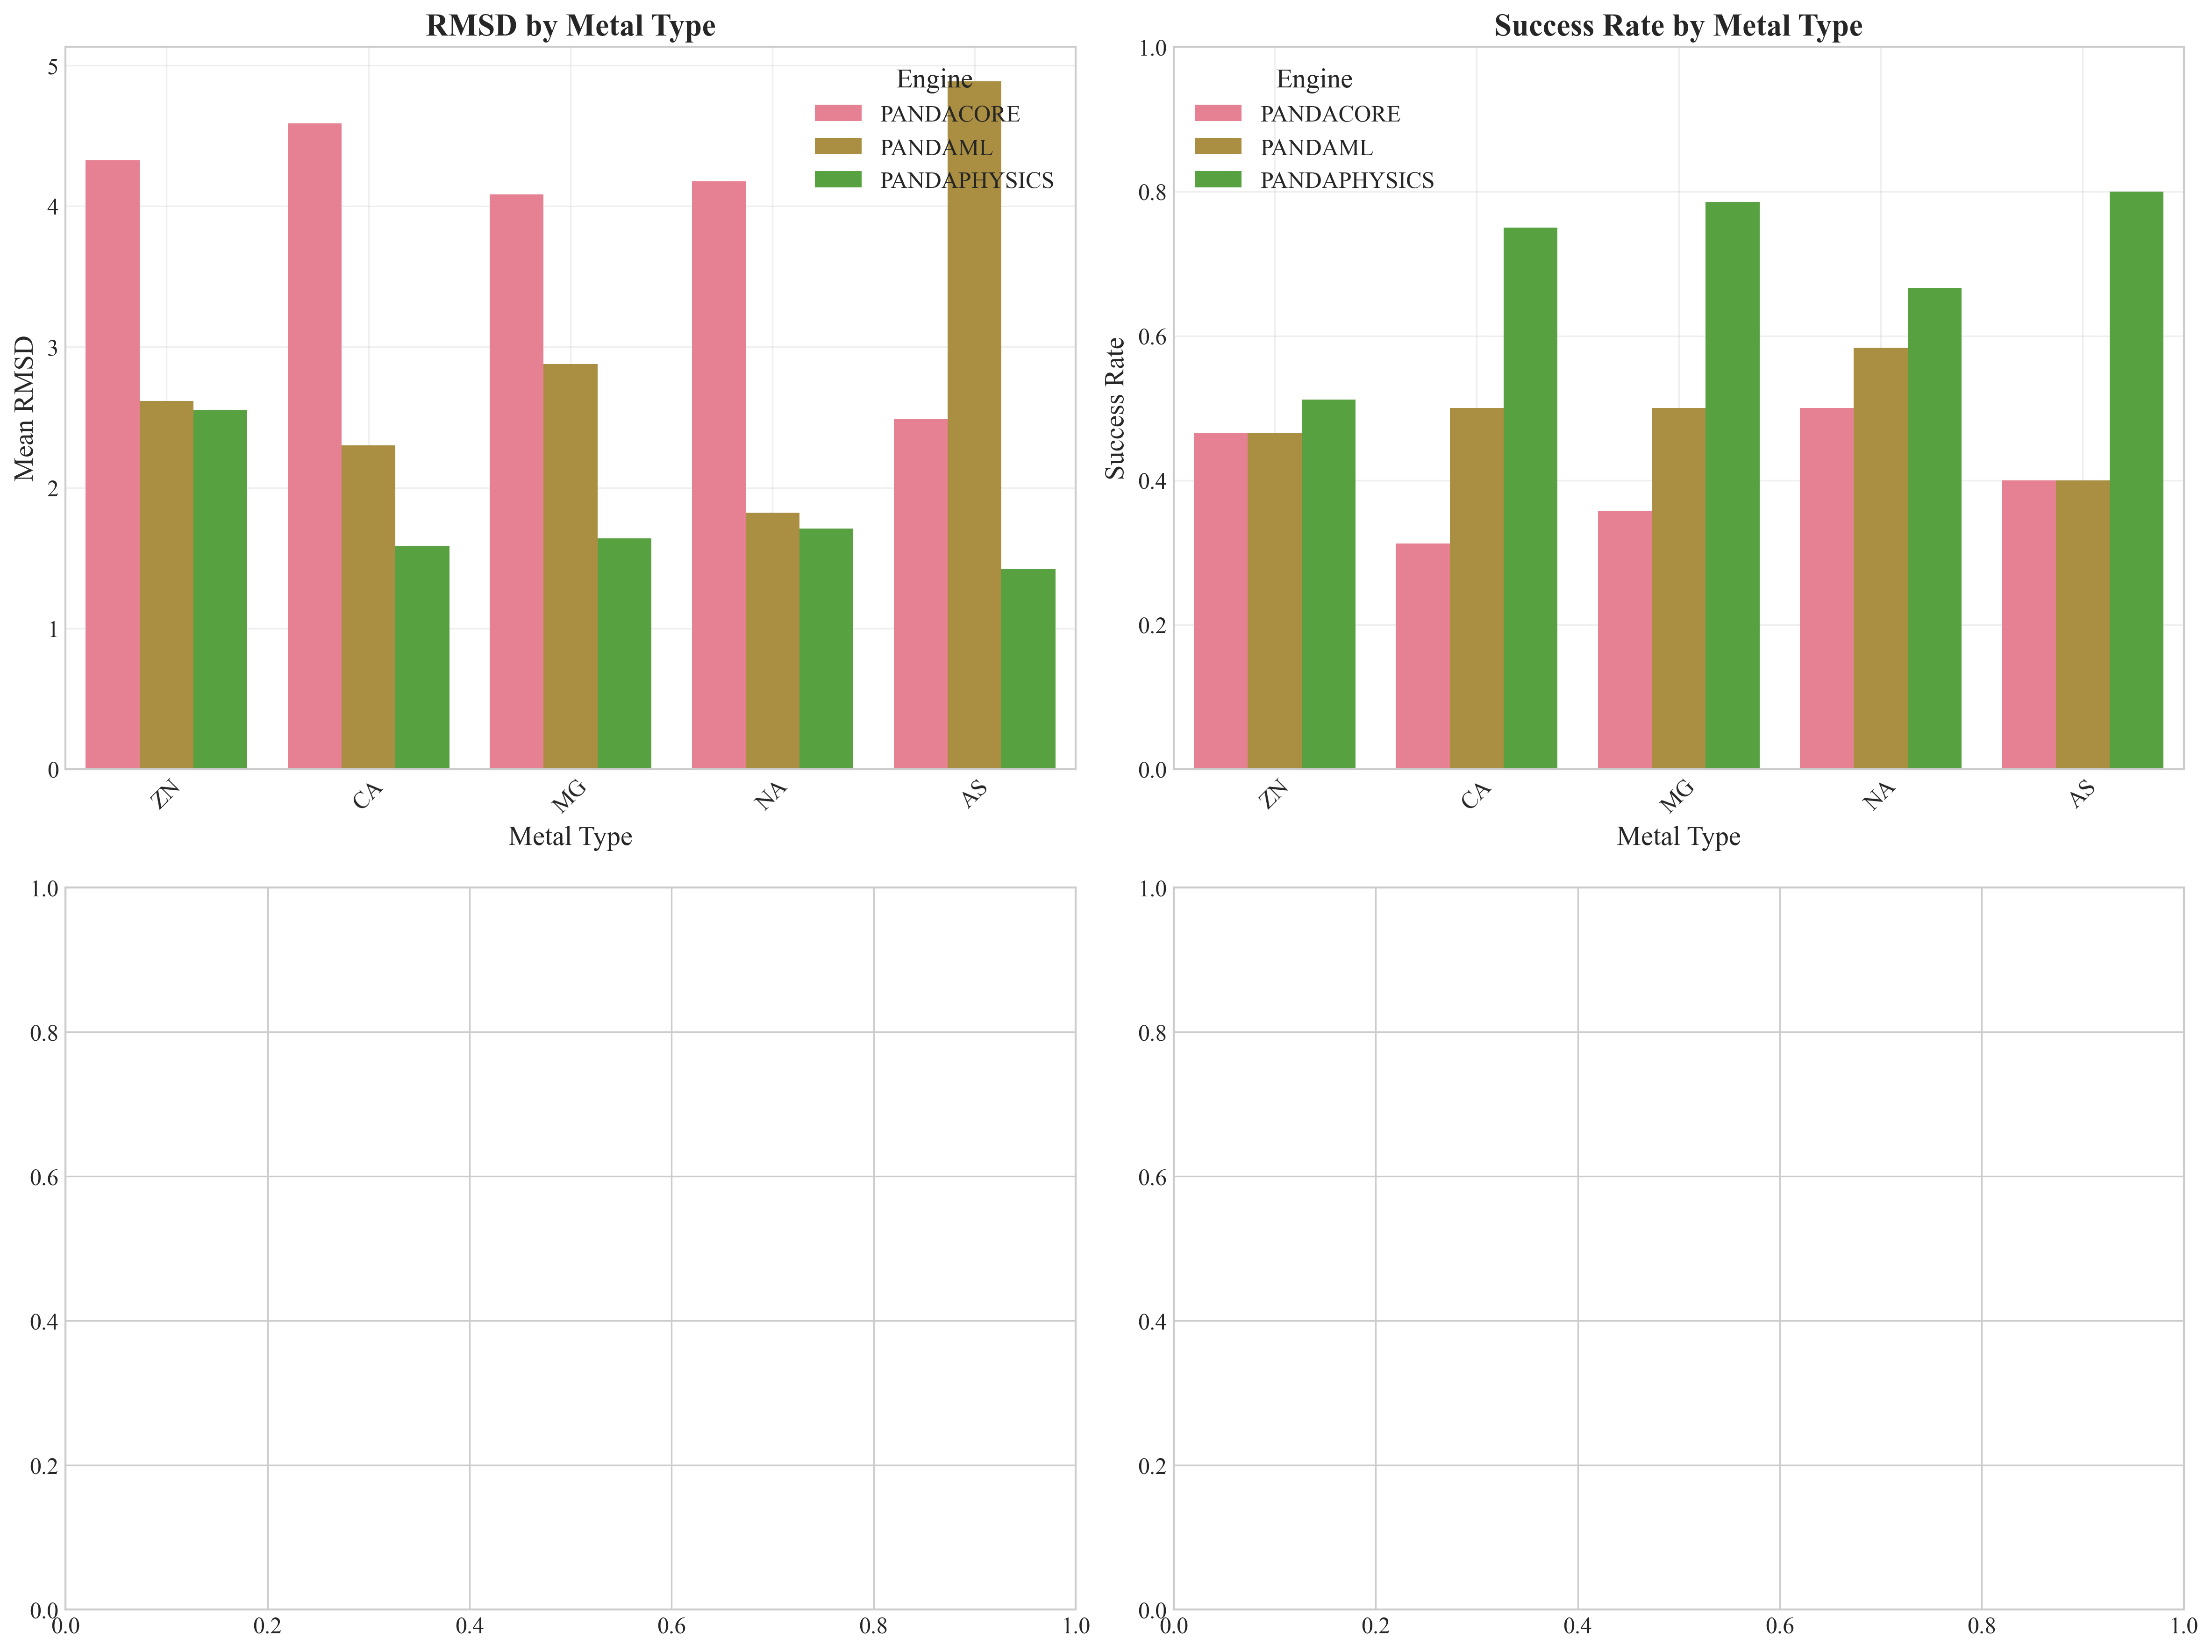 RMSD by Metal Type
Mean RMSD
5
4
3
2
1
0
Engine
PANDACORE
PANDAML
PANDAPHYSICS
ZN
CA
MG
NA
AS
Metal Type
Success Rate by Metal Type
Success Rate
1.0
0.8
0.6
0.4
0.2
0.0
Engine
PANDACORE
PANDAML
PANDAPHYSICS
ZN
CA
MG
NA
AS
Metal Type
1.0
0.8
0.6
0.4
0.2
0.0
0.0 0.2 0.4 0.6 0.8 1.0
1.0
0.8
0.6
0.4
0.2
0.0
0.0 0.2 0.4 0.6 0.8 1.0